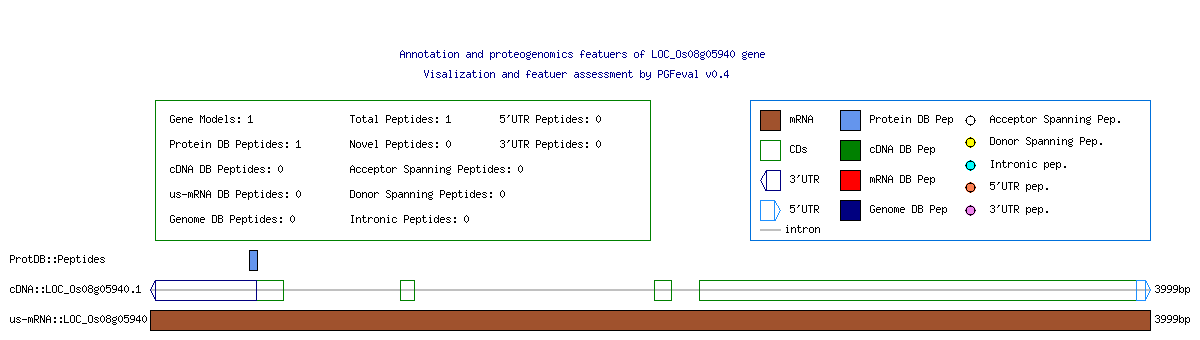 Annotation and proteogenomics featuers of LOC_Os08g05940 gene
Visalization and featuer assessment by PGFeval v0.4
Gene Models: 1 Total Peptides: 1 5'UTR Peptides: 0
Protein DB Peptides: 1 Novel Peptides: 0 3'UTR Peptides: 0
cDNA DB Peptides: 0 Acceptor Spanning Peptides: 0
us-mRNA DB Peptides: 0 Donor Spanning Peptides: 0
Genome DB Peptides: 0 Intronic Peptides: 0
mRNA Protein DB Pep Acceptor Spanning Pep.
CDs cDNA DB Pep Donor Spanning Pep.
3'UTR mRNA DB Pep Intronic pep.
5'UTR Genome DB Pep 5'UTR pep.
intron 3'UTR pep.
ProtDB::Peptides
cDNA::LOC_Os08g05940.1 3999bp
us-mRNA::LOC_Os08g05940 3999bp